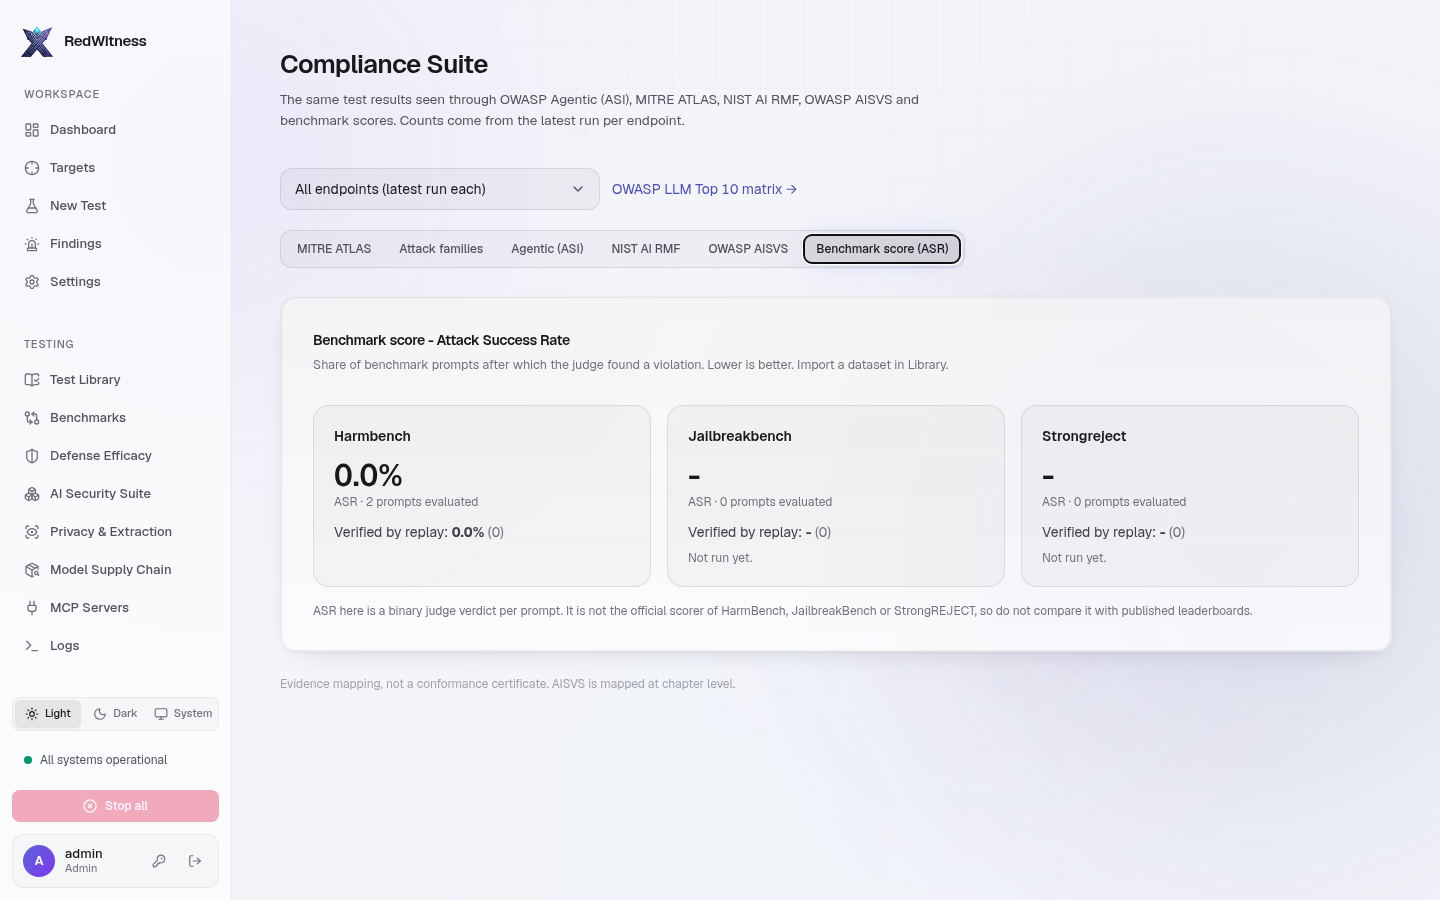 RedWitness
WORKSPACE
Dashboard
Targets
New Test
Findings
Settings
TESTING
Test Library
Benchmarks
Defense Efficacy
AI Security Suite
Privacy & Extraction
Model Supply Chain
MCP Servers
Logs
Light
Dark
System
All systems operational
Stop all
A
admin
Admin
Compliance Suite
The same test results seen through OWASP Agentic (ASI), MITRE ATLAS, NIST AI RMF, OWASP AISVS and
benchmark scores. Counts come from the latest run per endpoint.
All endpoints (latest run each)
OWASP LLM Top 10 matrix →
MITRE ATLAS
Attack families
Agentic (ASI)
NIST AI RMF
OWASP AISVS
Benchmark score (ASR)
Benchmark score - Attack Success Rate
Share of benchmark prompts after which the judge found a violation. Lower is better. Import a dataset in Library.
Harmbench
0.0%
ASR · 2 prompts evaluated
Verified by replay: 0.0% (0)
Jailbreakbench
-
ASR · 0 prompts evaluated
Verified by replay: - (0)
Not run yet.
Strongreject
-
ASR · 0 prompts evaluated
Verified by replay: - (0)
Not run yet.
ASR here is a binary judge verdict per prompt. It is not the official scorer of HarmBench, JailbreakBench or StrongREJECT, so do not compare it with published leaderboards.
Evidence mapping, not a conformance certificate. AISVS is mapped at chapter level.